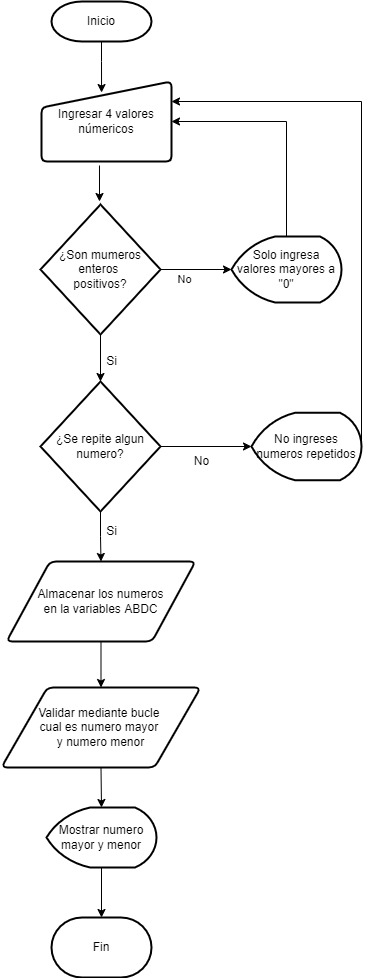 Inicio
Ingresar 4 valores
númericos
¿Son mumeros
enteros
positivos?
No
Solo ingresa
valores mayores a
"0"
Si
¿Se repite algun
numero?
No
No ingreses
numeros repetidos
Si
Almacenar los numeros
en la variables ABDC
Validar mediante bucle
cual es numero mayor
y numero menor
Mostrar numero
mayor y menor
Fin